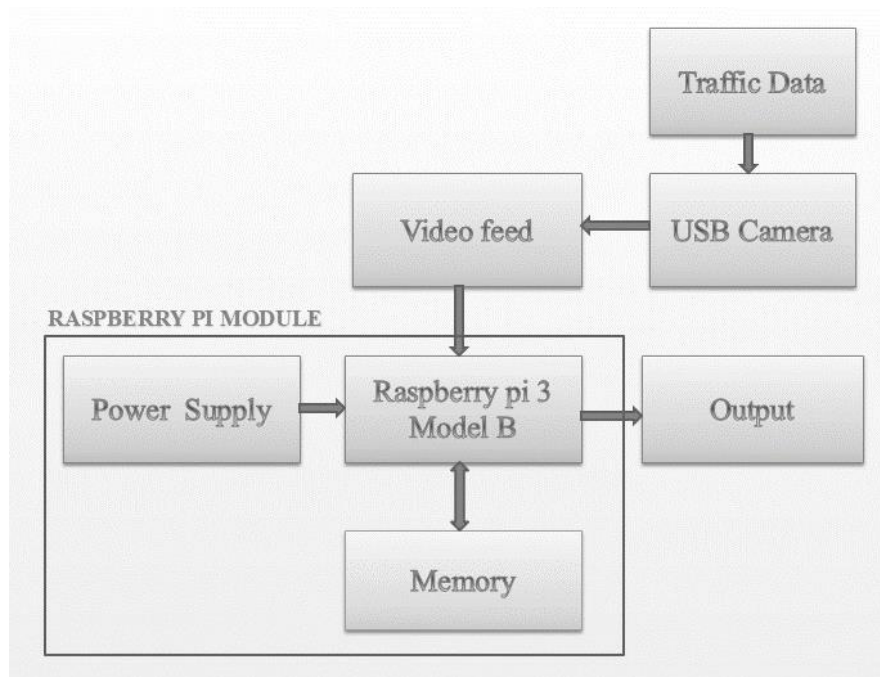 Traffic Data
Video feed
USB Camera
RASPBERRY PI MODULE
Power Supply
Raspberry pi 3
Model B
Output
Memory